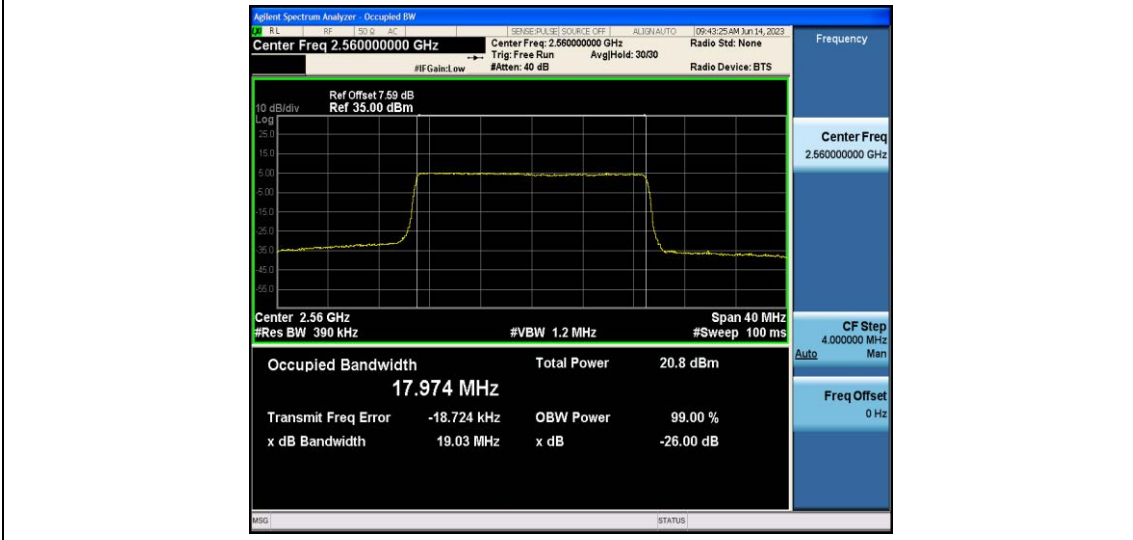 Agilent Spectrum Analyzer - Occupied BW
RL RF 50 Ω AC SENSE:PULSE SOURCE OFF ALIGNAUTO 09:43:25 AM Jun 14, 2023
Center Freq 2.560000000 GHz Center Freq: 2.560000000 GHz Radio Std: None
Trig: Free Run Avg|Hold: 30/30
#IFGain:Low #Atten: 40 dB Radio Device: BTS
Frequency
Ref Offset 7.59 dB
10 dB/div Ref 35.00 dBm
Log
25.0
15.0
5.00
-5.00
-15.0
-25.0
-35.0
-45.0
-55.0
Center 2.56 GHz Span 40 MHz
#Res BW 390 kHz #VBW 1.2 MHz #Sweep 100 ms
Occupied Bandwidth Total Power 20.8 dBm
17.974 MHz
Transmit Freq Error -18.724 kHz OBW Power 99.00 %
x dB Bandwidth 19.03 MHz x dB -26.00 dB
Center Freq
2.560000000 GHz
CF Step
4.000000 MHz
Auto Man
Freq Offset
0 Hz
MSG STATUS